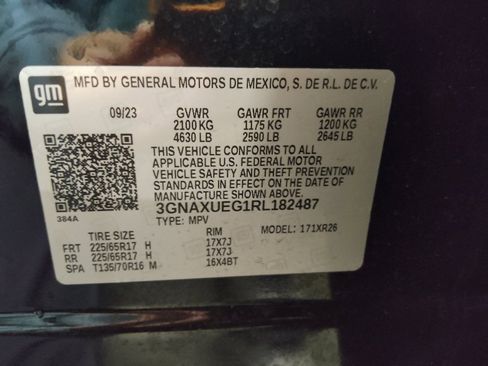 gm
MFD BY GENERAL MOTORS DE MEXICO, S. DE R.L. DE C.V.
09/23 GVWR GAWR FRT GAWR RR
2100 KG 1175 KG 1200 KG
4630 LB 2590 LB 2645 LB
THIS VEHICLE CONFORMS TO ALL
APPLICABLE U.S. FEDERAL MOTOR
VEHICLE SAFETY AND THEFT PREVENTION
STANDARDS IN EFFECT ON THE DATE OF
MANUFACTURE SHOWN ABOVE.
384A 3GNAXUEG1RL182487
TYPE: MPV MODEL: 171XR26
TIRE SIZE RIM
FRT 225/65R17 H 17X7J
RR 225/65R17 H 17X7J
SPA T135/70R16 M 16X4BT